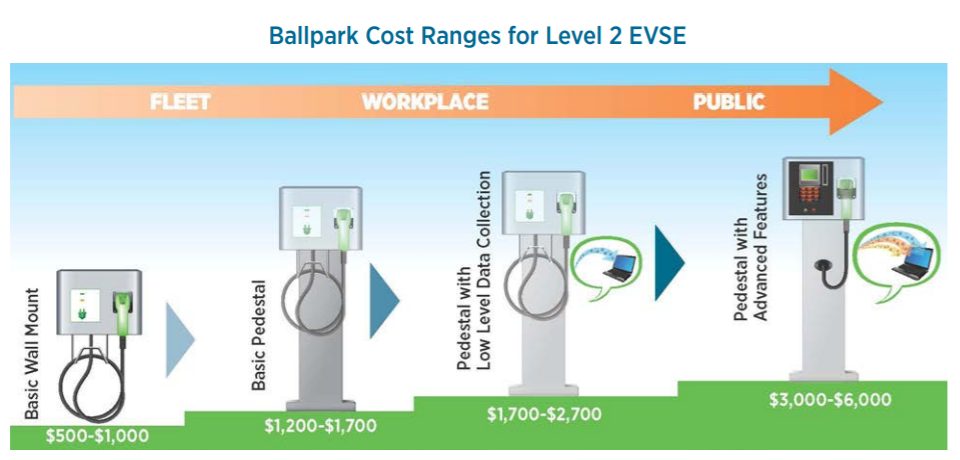 Ballpark Cost Ranges for Level 2 EVSE
FLEET
WORKPLACE
PUBLIC
Basic Wall Mount
Basic Pedestal
Pedestal with
Low Level Data Collection
Pedestal with
Advanced Features
$500-$1,000
$1,200-$1,700
$1,700-$2,700
$3,000-$6,000